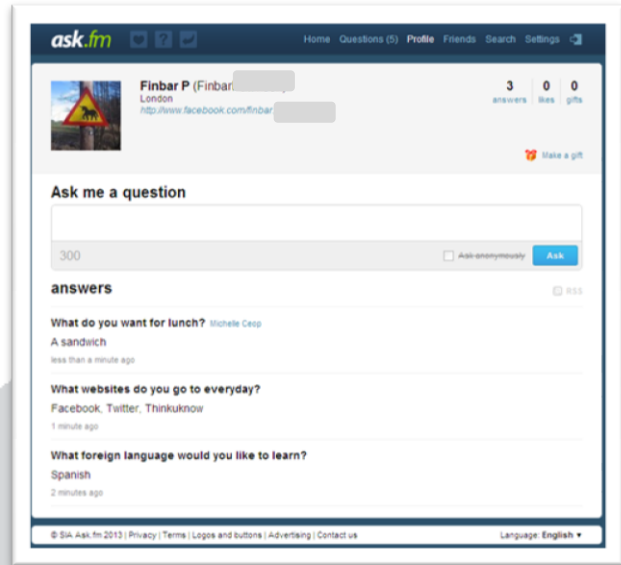 ask.fm Home Questions (5) Profile Friends Search Settings
Finbar P (Finbar
London
http://www.facebook.com/finbar
3 0 0
answers likes gifts
Make a gift
Ask me a question
300 Ask anonymously Ask
answers RSS
What do you want for lunch? Michelle Ceop
A sandwich
less than a minute ago
What websites do you go to everyday?
Facebook, Twitter, Thinkuknow
1 minute ago
What foreign language would you like to learn?
Spanish
2 minutes ago
© SIA Ask.fm 2013 | Privacy | Terms | Logos and buttons | Advertising | Contact us Language: English ▼